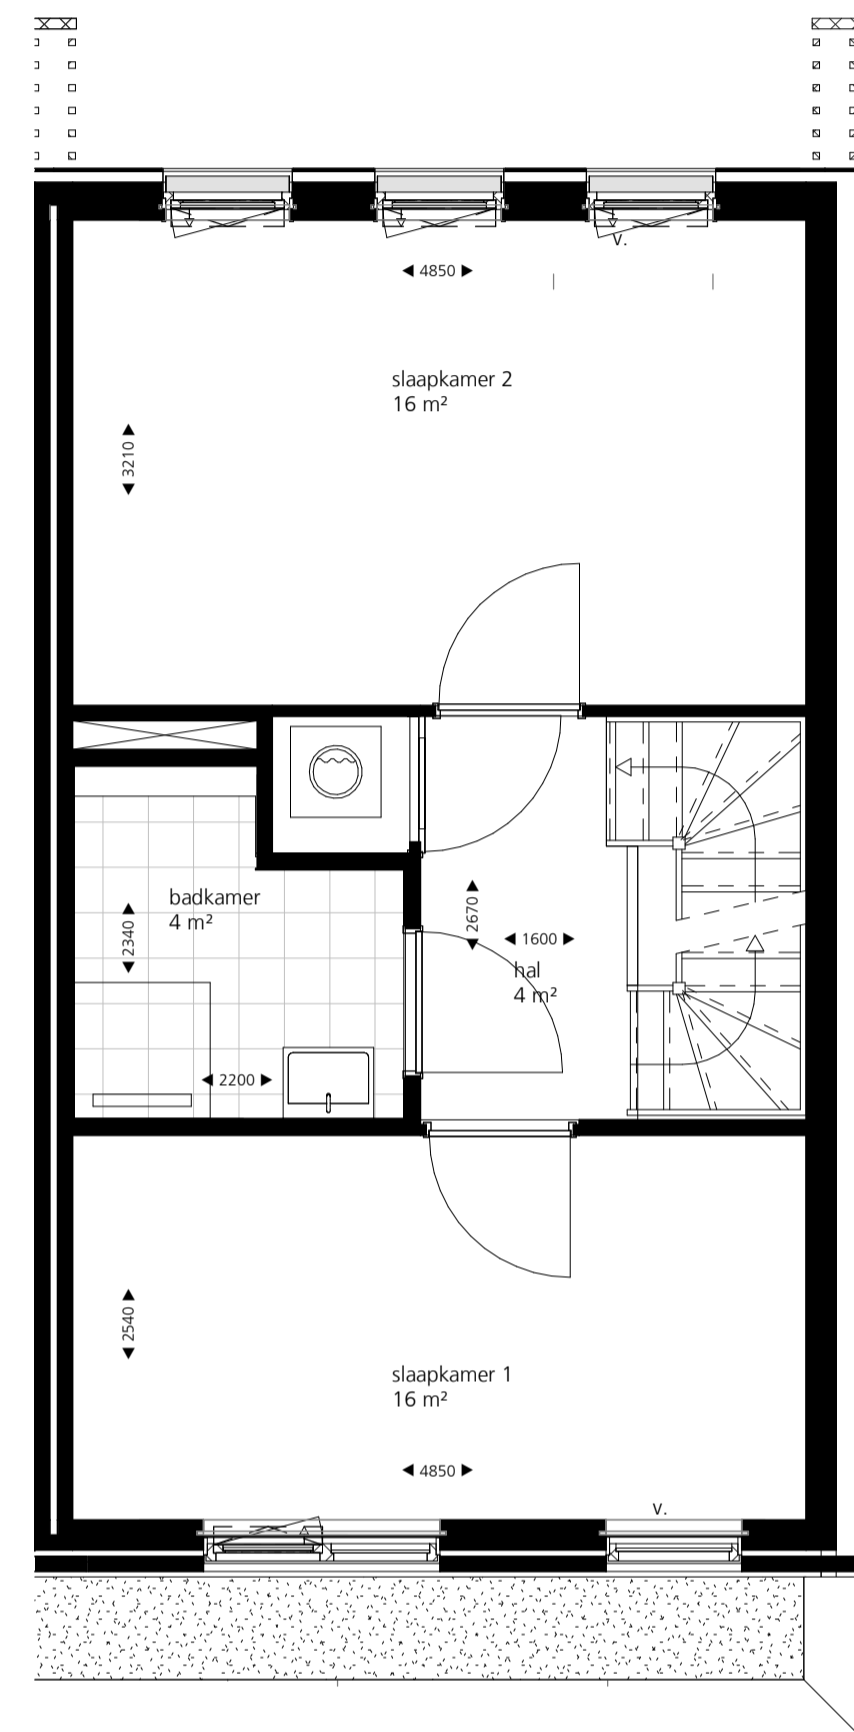 v.
4850
slaapkamer 2
16 m²
3210
badkamer
4 m²
2670
2340
1600
hal
4 m²
2200
2540
slaapkamer 1
16 m²
4850
v.